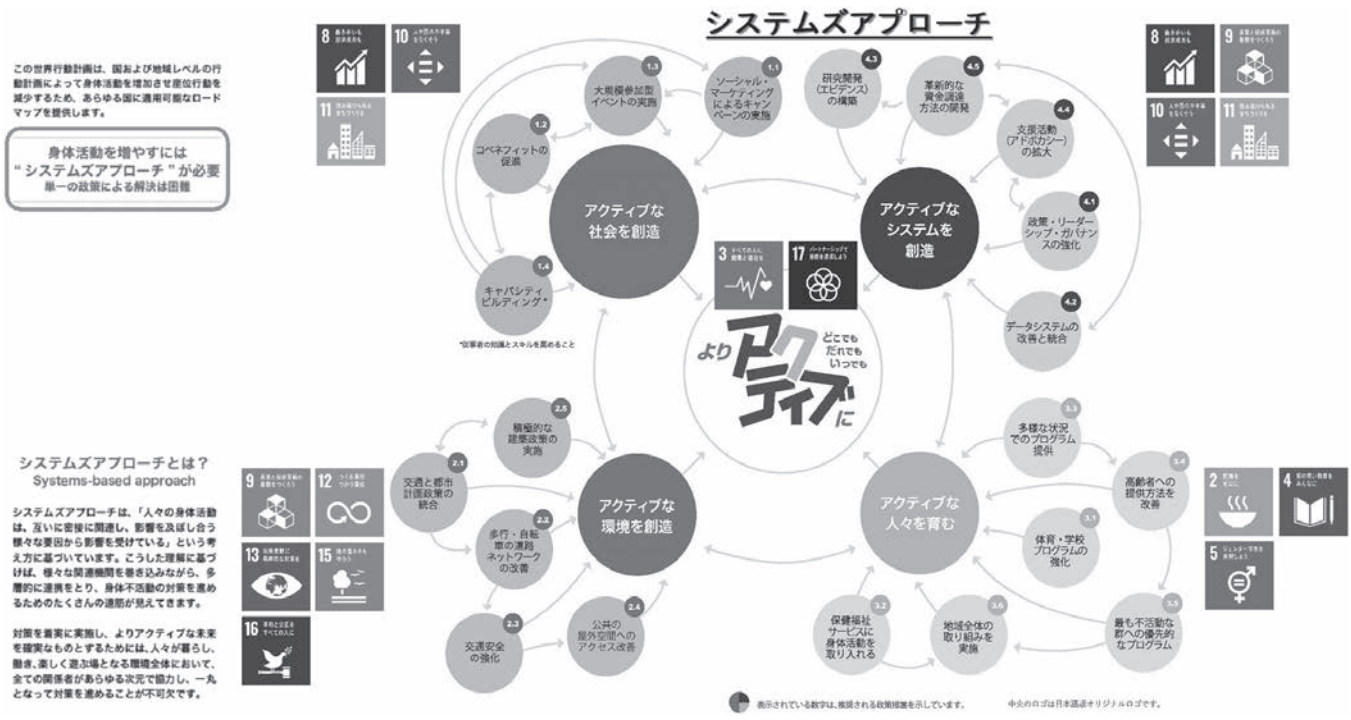 システムズアプローチ
この世界行動計画は、国および地域レベルの行
動計画によって身体活動を増加させ座位行動を
減少するため、あらゆる国に適用可能なロード
マップを提供します。
身体活動を増やすには
“システムズアプローチ”が必要
単一の政策による解決は困難
8
10
11
8
9
10
11
1.3
大規模参加型
イベントの実施
1.1
ソーシャル・
マーケティング
によるキャン
ペーンの実施
1.2
コベネフィットの
促進
1.4
キャパシティ
ビルディング*
*従事者の知識とスキルを高めること
アクティブな
社会を創造
4.3
研究開発
(エビデンス)
の構築
4.5
革新的な
資金調達
方法の開発
4.4
支援活動
(アドボカシー)
の拡大
4.1
政策・リーダー
シップ・ガバナン
スの強化
4.2
データシステムの
改善と統合
アクティブな
システムを
創造
3 すべての人に
健康と福祉を
17 パートナーシップで
目標を達成しよう
より
アクティブに
どこでも
だれでも
いつでも
システムズアプローチとは？
Systems-based approach
システムズアプローチは、「人々の身体活動
は、互いに密接に関連し、影響を及ぼし合う
様々な要因から影響を受けている」という考
え方に基づいています。こうした理解に基づ
けば、様々な関連機関を巻き込みながら、多
層的に連携をとり、身体不活動の対策を進め
るためのたくさんの道筋が見えてきます。
対策を着実に実施し、よりアクティブな未来
を確実なものとするためには、人々が暮らし、
働き、楽しく遊ぶ場となる環境全体において、
全ての関係者があらゆる次元で協力し、一丸
となって対策を進めることが不可欠です。
9
12
13
15
16
2.5
積極的な
建築政策の
実施
2.1
交通と都市
計画政策の
統合
2.2
歩行・自転
車の道路
ネットワーク
の改善
2.3
交通安全
の強化
2.4
公共の
屋外空間への
アクセス改善
アクティブな
環境を創造
アクティブな
人々を育む
3.3
多様な状況
でのプログラム
提供
3.4
高齢者への
提供方法を
改善
3.1
体育・学校
プログラムの
強化
3.2
保健福祉
サービスに
身体活動を
取り入れる
3.6
地域全体の
取り組みを
実施
3.5
最も不活動な
群への優先的
なプログラム
2
4
5
表示されている数字は、推奨される政策措置を示しています。
中央のロゴは日本語版オリジナルロゴです。